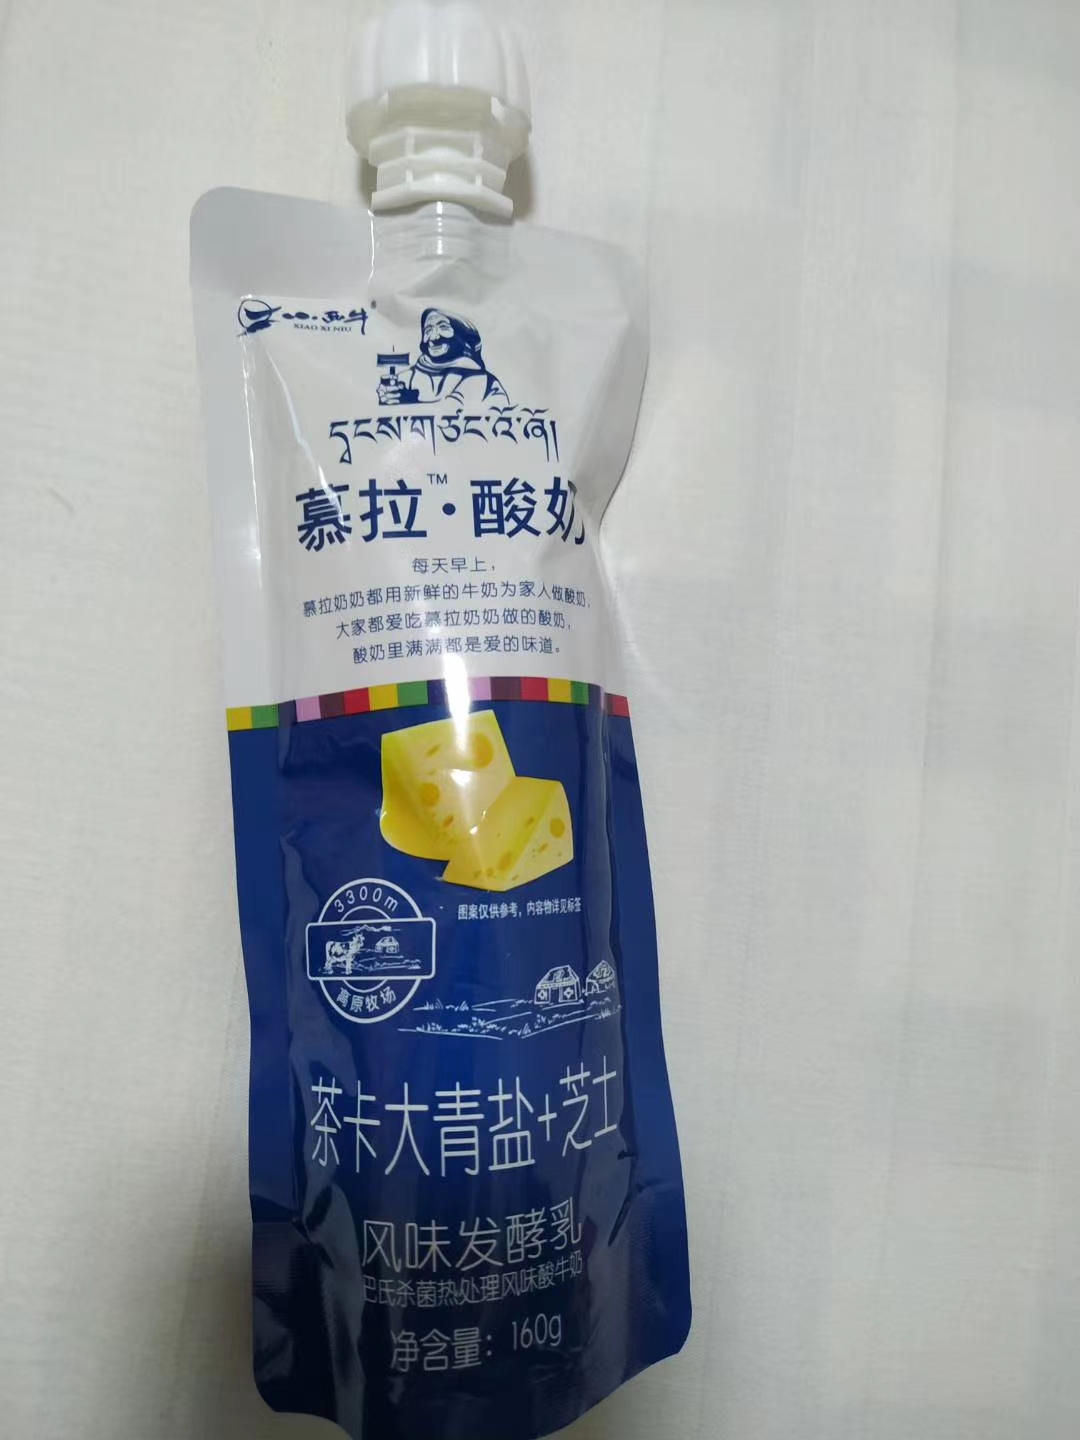 小西牛®
XIAO XI NIU
དྭངས་གཙང་འོ་ཞོ།
慕拉™·酸奶
每天早上，
慕拉奶奶都用新鲜的牛奶为家人做酸奶，
大家都爱吃慕拉奶奶做的酸奶，
酸奶里满满都是爱的味道。
图案仅供参考，内容物详见标签
3300m
高原牧场
茶卡大青盐+芝士
风味发酵乳
巴氏杀菌热处理风味酸牛奶
净含量：160g